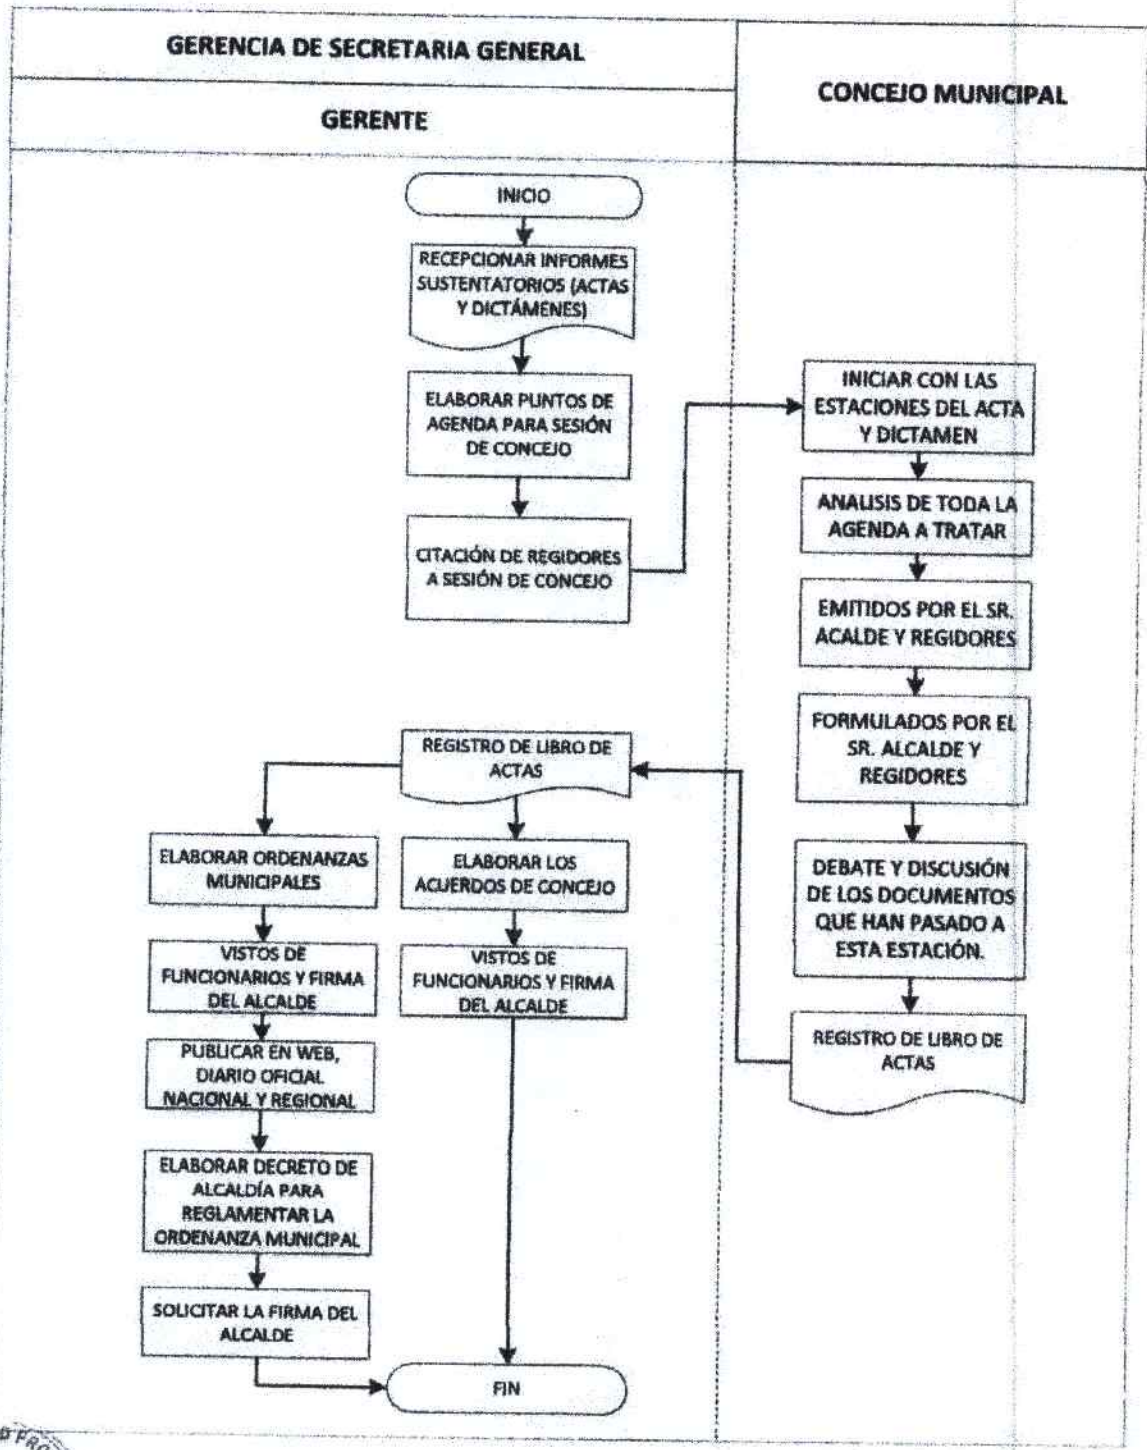 GERENCIA DE SECRETARIA GENERAL
GERENTE
CONCEJO MUNICIPAL
INICIO
RECEPCIONAR INFORMES
SUSTENTATORIOS (ACTAS
Y DICTÁMENES)
ELABORAR PUNTOS DE
AGENDA PARA SESIÓN
DE CONCEJO
CITACIÓN DE REGIDORES
A SESIÓN DE CONCEJO
INICIAR CON LAS
ESTACIONES DEL ACTA
Y DICTAMEN
ANALISIS DE TODA LA
AGENDA A TRATAR
EMITIDOS POR EL SR.
ACALDE Y REGIDORES
FORMULADOS POR EL
SR. ALCALDE Y
REGIDORES
DEBATE Y DISCUSIÓN
DE LOS DOCUMENTOS
QUE HAN PASADO A
ESTA ESTACIÓN.
REGISTRO DE LIBRO DE
ACTAS
REGISTRO DE LIBRO DE
ACTAS
ELABORAR ORDENANZAS
MUNICIPALES
VISTOS DE
FUNCIONARIOS Y FIRMA
DEL ALCALDE
PUBLICAR EN WEB,
DIARIO OFICIAL
NACIONAL Y REGIONAL
ELABORAR DECRETO DE
ALCALDÍA PARA
REGLAMENTAR LA
ORDENANZA MUNICIPAL
SOLICITAR LA FIRMA DEL
ALCALDE
ELABORAR LOS
ACUERDOS DE CONCEJO
VISTOS DE
FUNCIONARIOS Y FIRMA
DEL ALCALDE
FIN